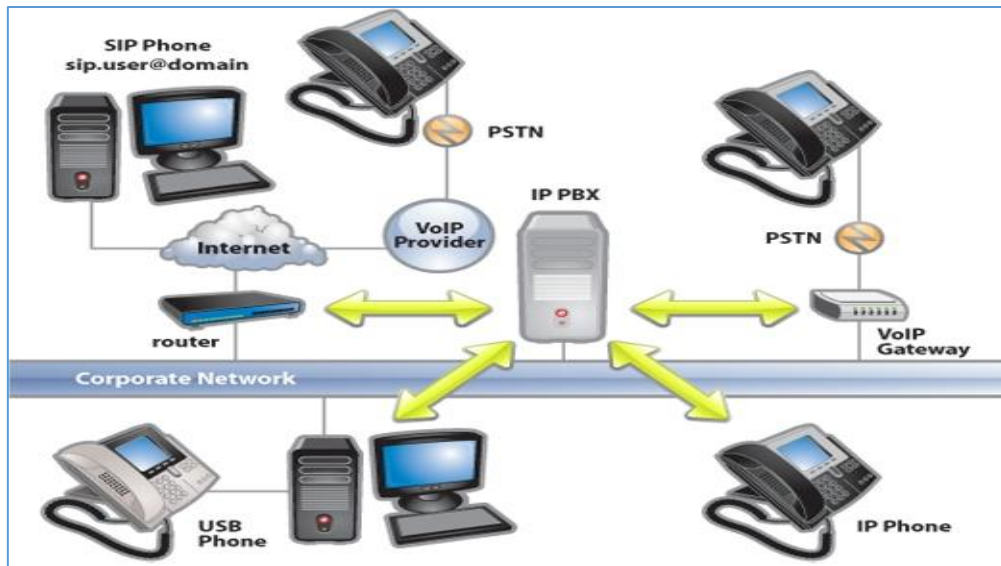 SIP Phone
sip.user@domain
PSTN
IP PBX
VoIP
Provider
PSTN
Internet
router
VoIP
Gateway
Corporate Network
USB
Phone
IP Phone